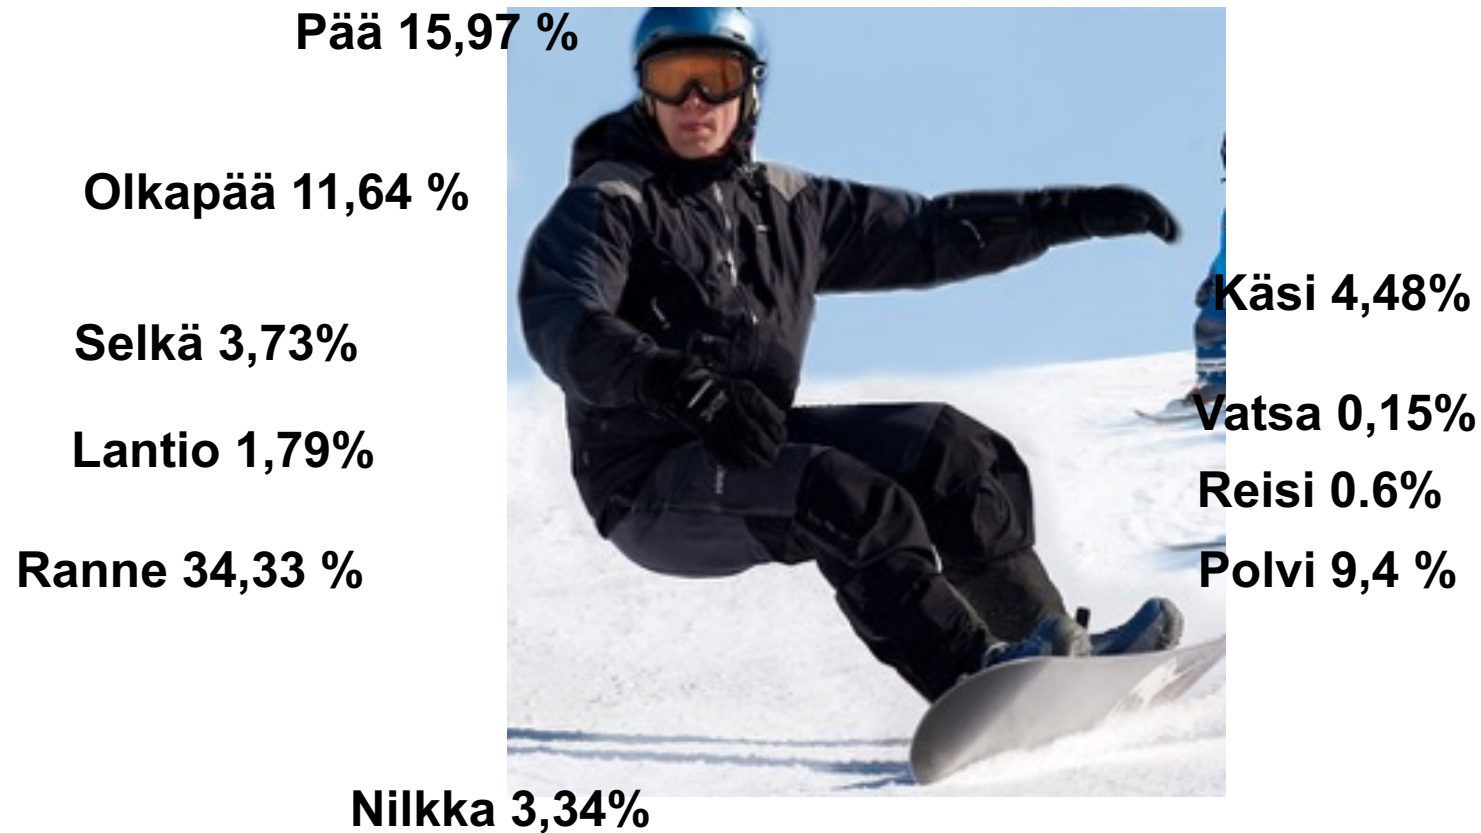 Pää 15,97 %
Olkapää 11,64 %
Käsi 4,48%
Selkä 3,73%
Vatsa 0,15%
Lantio 1,79%
Reisi 0.6%
Ranne 34,33 %
Polvi 9,4 %
Nilkka 3,34%